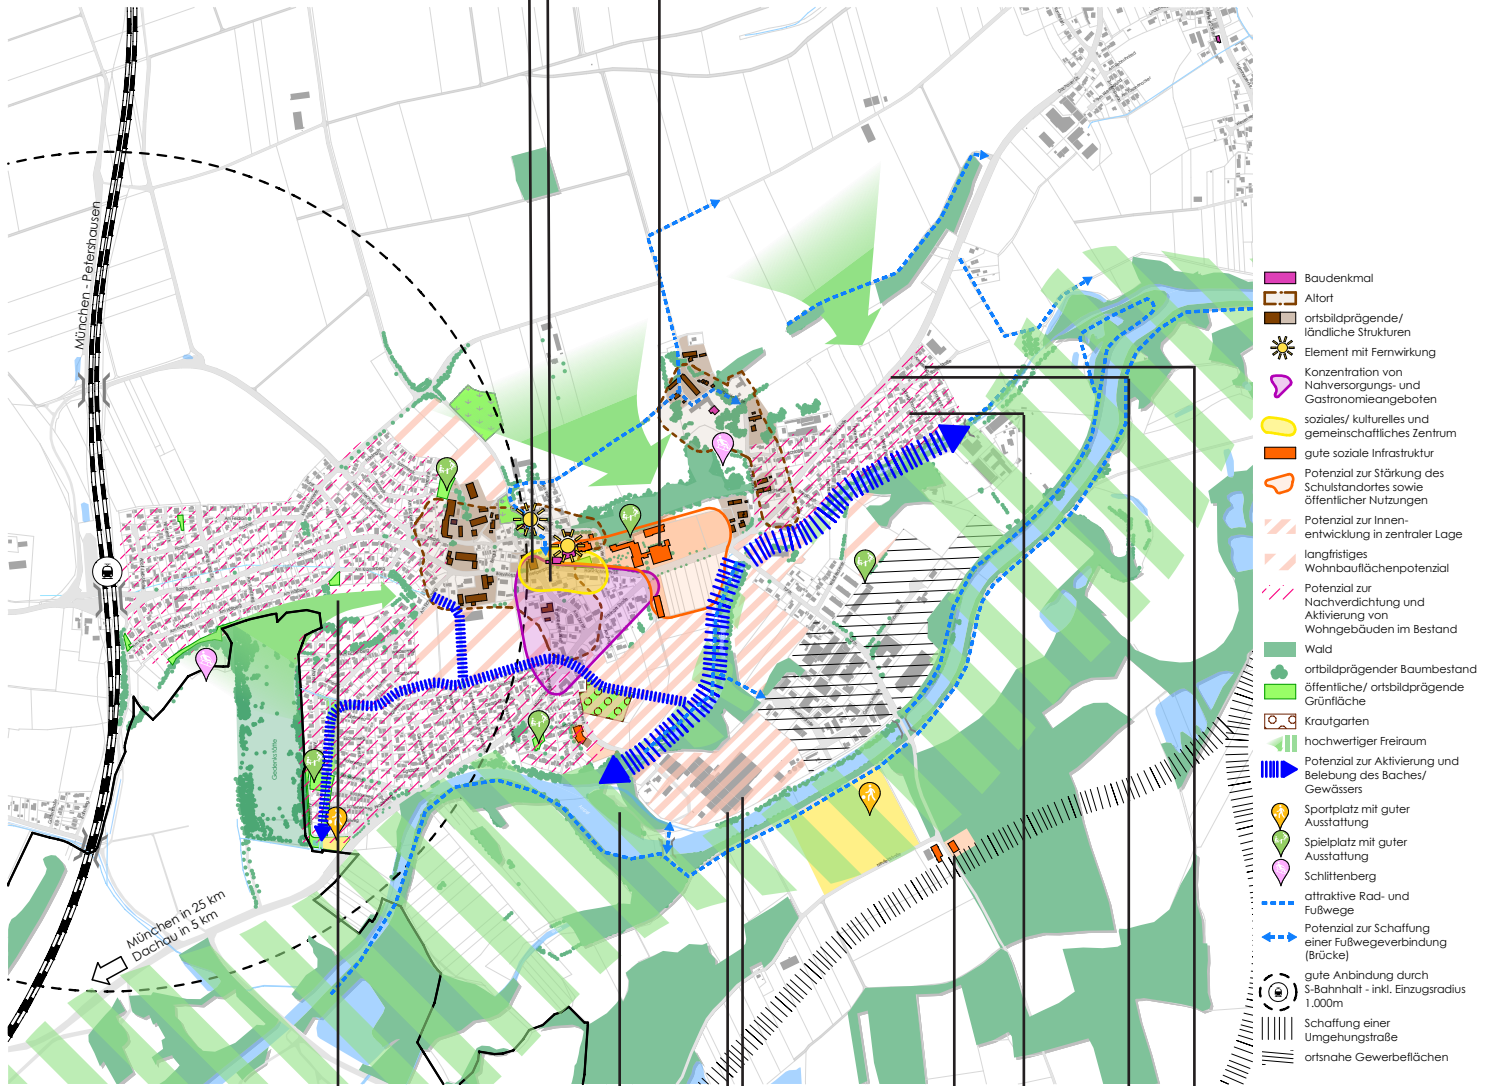 München - Petershausen
Gedenkstätte
München in 25 km
Dachau in 5 km
Baudenkmal
Altort
ortsbildprägende/
ländliche Strukturen
Element mit Fernwirkung
Konzentration von
Nahversorgungs- und
Gastronomieangeboten
soziales/ kulturelles und
gemeinschaftliches Zentrum
gute soziale Infrastruktur
Potenzial zur Stärkung des
Schulstandortes sowie
öffentlicher Nutzungen
Potenzial zur Innen-
entwicklung in zentraler Lage
langfristiges
Wohnbauflächenpotenzial
Potenzial zur
Nachverdichtung und
Aktivierung von
Wohngebäuden im Bestand
Wald
ortbildprägender Baumbestand
öffentliche/ ortsbildprägende
Grünfläche
Krautgarten
hochwertiger Freiraum
Potenzial zur Aktivierung und
Belebung des Baches/
Gewässers
Sportplatz mit guter
Ausstattung
Spielplatz mit guter
Ausstattung
Schlittenberg
attraktive Rad- und
Fußwege
Potenzial zur Schaffung
einer Fußwegeverbindung
(Brücke)
gute Anbindung durch
S-Bahnhalt - inkl. Einzugsradius
1.000m
Schaffung einer
Umgehungstraße
ortsnahe Gewerbeflächen